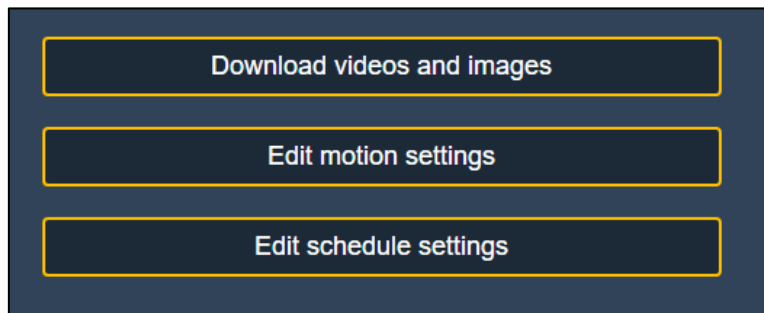 Download videos and images
Edit motion settings
Edit schedule settings